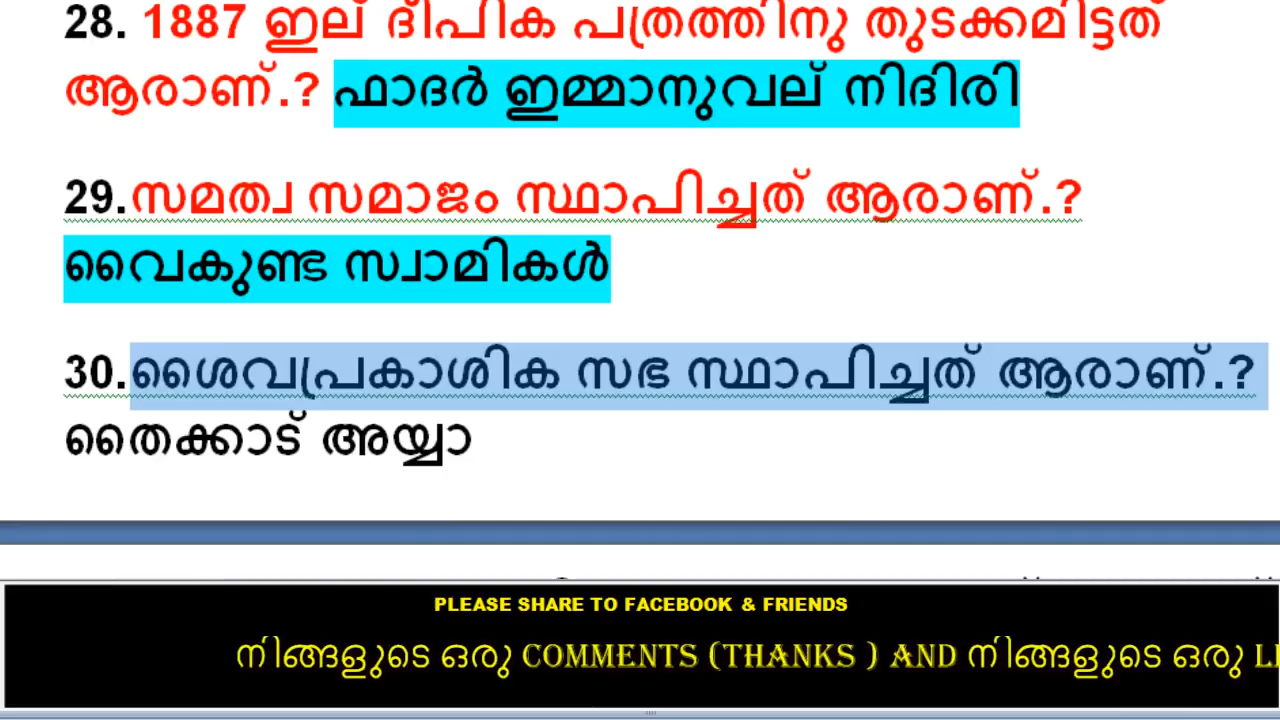 28. 1887 ഇല് ദീപിക പത്രത്തിനു തുടക്കമിട്ടത്
ആരാണ്.? ഫാദർ ഇമ്മാനുവല് നിദിരി
29.സമത്വ സമാജം സ്ഥാപിച്ചത് ആരാണ്.?
വൈകുണ്ട സ്വാമികൾ
30.ശൈവപ്രകാശിക സഭ സ്ഥാപിച്ചത് ആരാണ്.?
തൈക്കാട് അയ്യാ
PLEASE SHARE TO FACEBOOK & FRIENDS
നിങ്ങളുടെ ഒരു COMMENTS (THANKS ) AND നിങ്ങളുടെ ഒരു